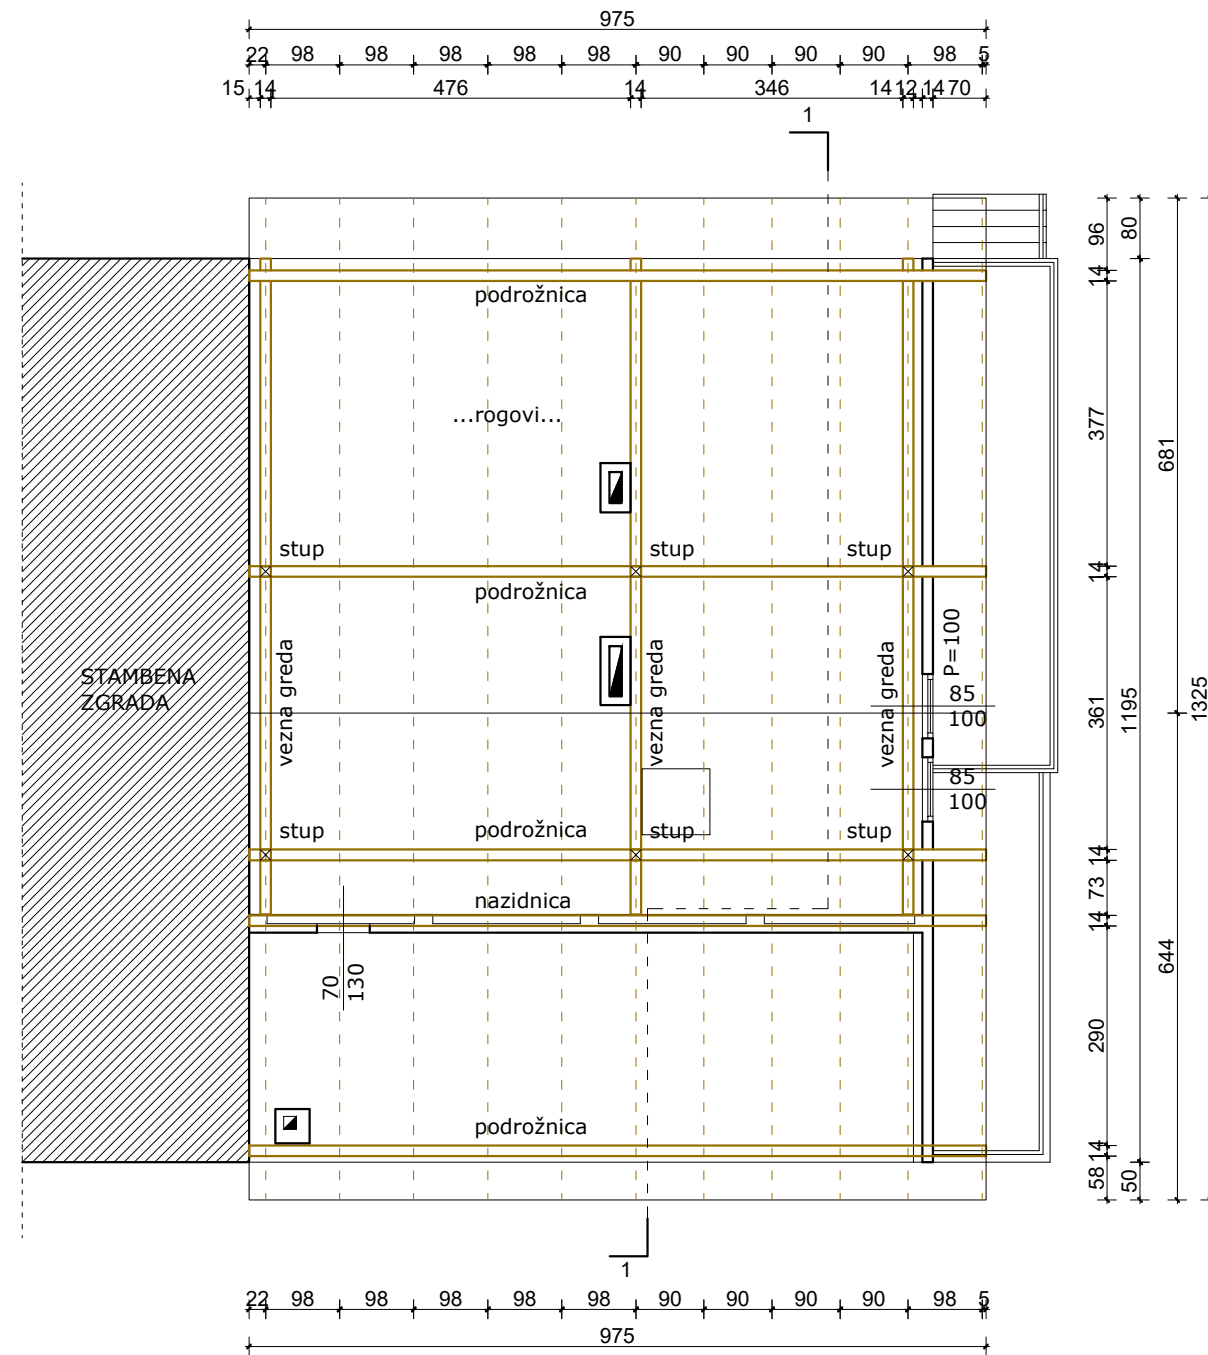 975
22 98 98 98 98 98 90 90 90 90 98 5
15 14 476 14 346 14 12 14 70
1
96
80
14
podrožnica
377
...rogovi...
681
stup stup stup
14
podrožnica
vezna greda
vezna greda
vezna greda
P=100
STAMBENA
ZGRADA
85
100
361
1195
1325
85
100
stup podrožnica stup stup
14
73
nazidnica
14
70
130
644
290
podrožnica
14
58
50
1
22 98 98 98 98 98 90 90 90 90 98 5
975